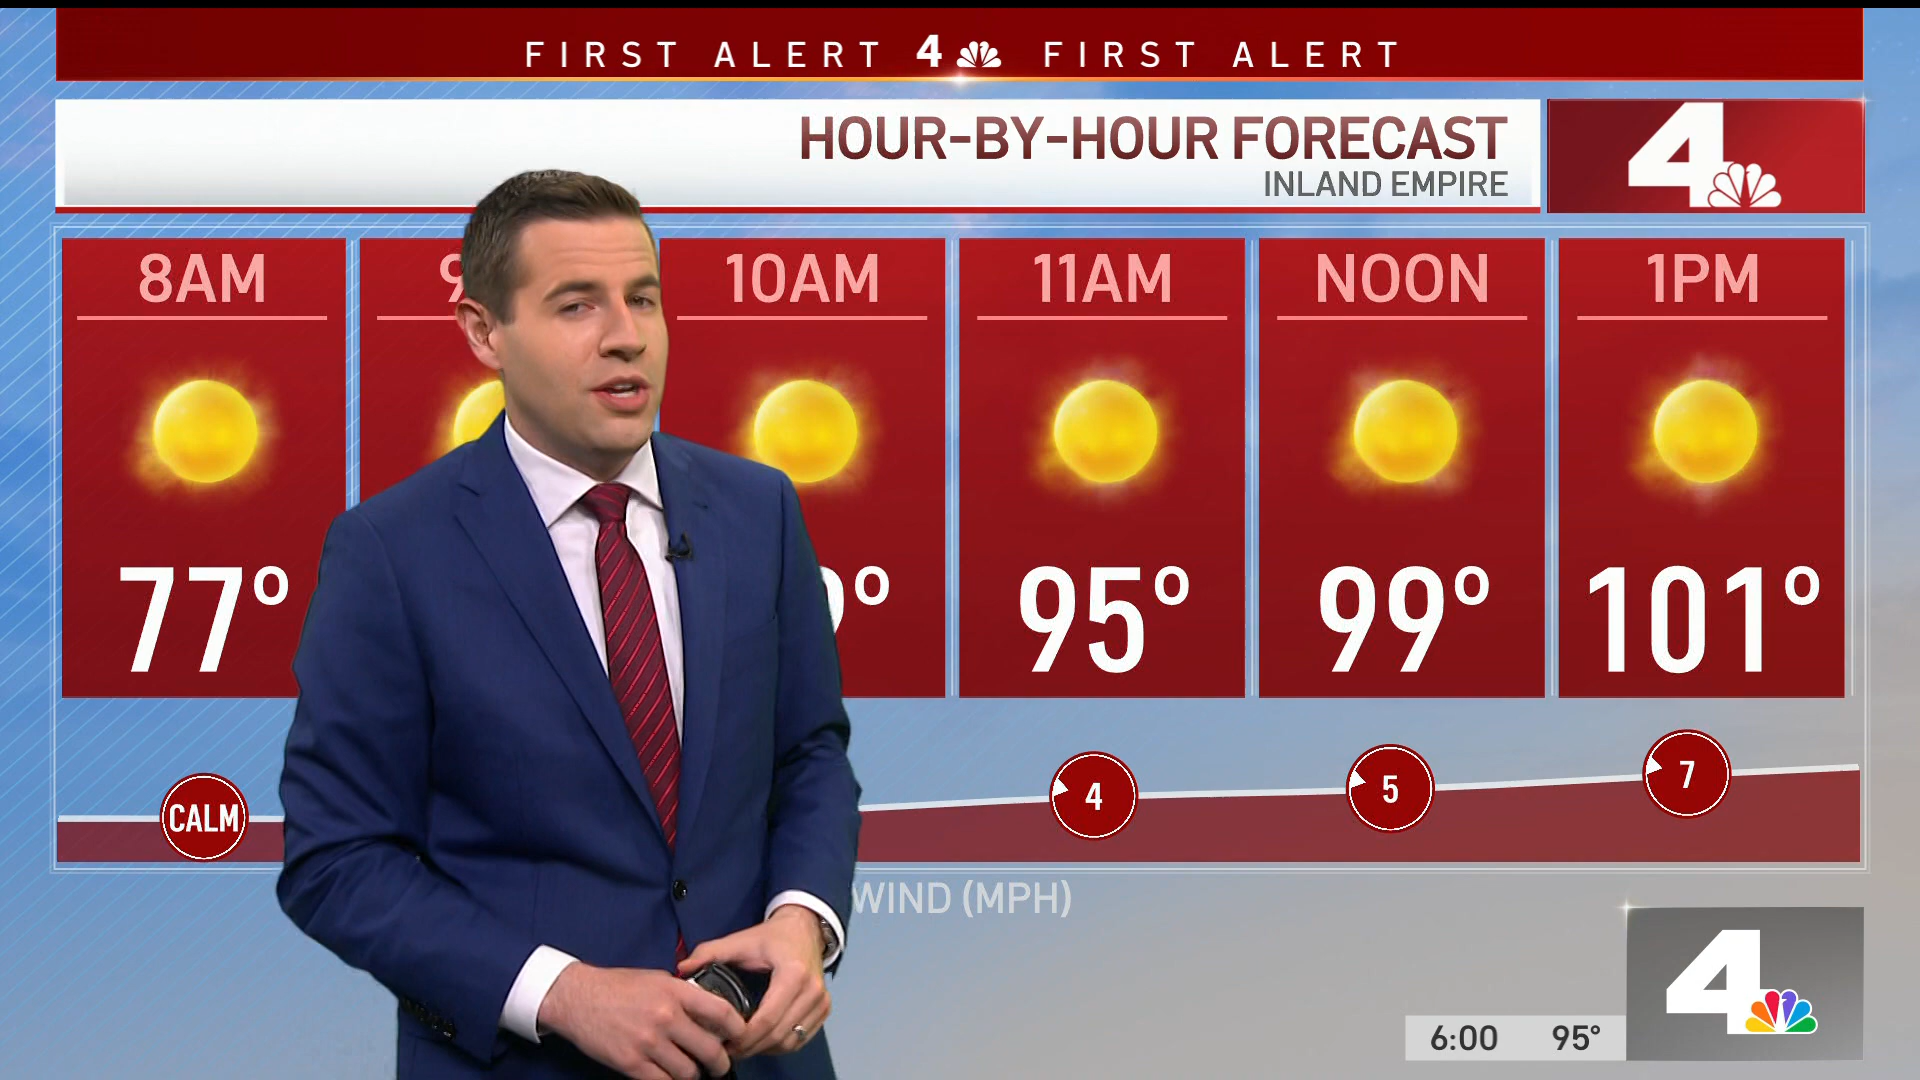 FIRST ALERT 4 FIRST ALERT
HOUR-BY-HOUR FORECAST
INLAND EMPIRE
4
8AM
10AM
11AM
NOON
1PM
77°
95°
99°
101°
CALM
4
5
7
WIND (MPH)
6:00 95°
4